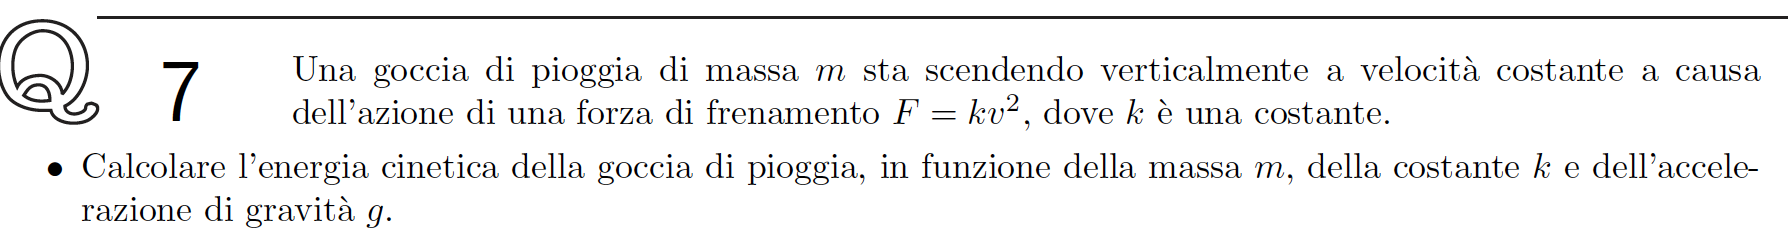 Q 7 Una goccia di pioggia di massa m sta scendendo verticalmente a velocità costante a causa
dell'azione di una forza di frenamento F = kv², dove k è una costante.
• Calcolare l'energia cinetica della goccia di pioggia, in funzione della massa m, della costante k e dell'accele-
razione di gravità g.